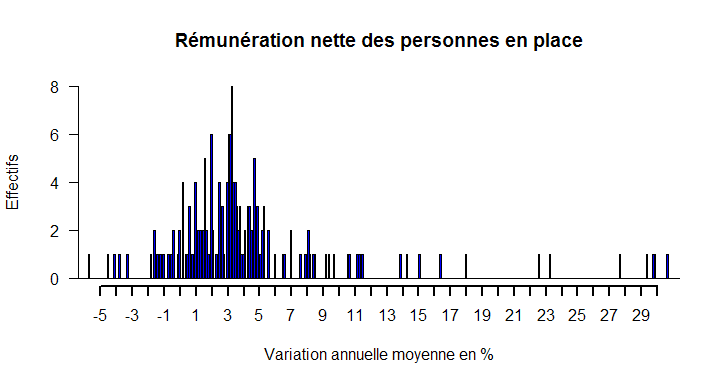 Rémunération nette des personnes en place
Effectifs
8
6
4
2
0
-5 -3 -1 1 3 5 7 9 11 13 15 17 19 21 23 25 27 29
Variation annuelle moyenne en %